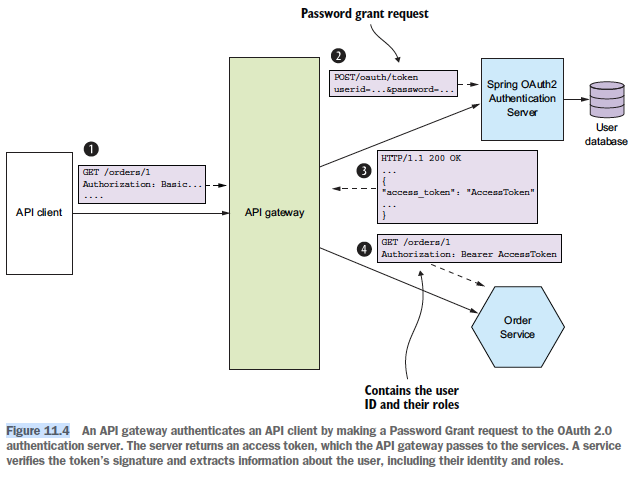 Password grant request
2
POST/oauth/token
userid=...&password=...
Spring OAuth2
Authentication
Server
User
database
1
GET /orders/1
Authorization: Basic...
....
3
HTTP/1.1 200 OK
...
{
"access_token": "AccessToken"
...
}
API client
API gateway
4
GET /orders/1
Authorization: Bearer AccessToken
Order
Service
Contains the user
ID and their roles
Figure 11.4 An API gateway authenticates an API client by making a Password Grant request to the OAuth 2.0
authentication server. The server returns an access token, which the API gateway passes to the services. A service
verifies the token's signature and extracts information about the user, including their identity and roles.